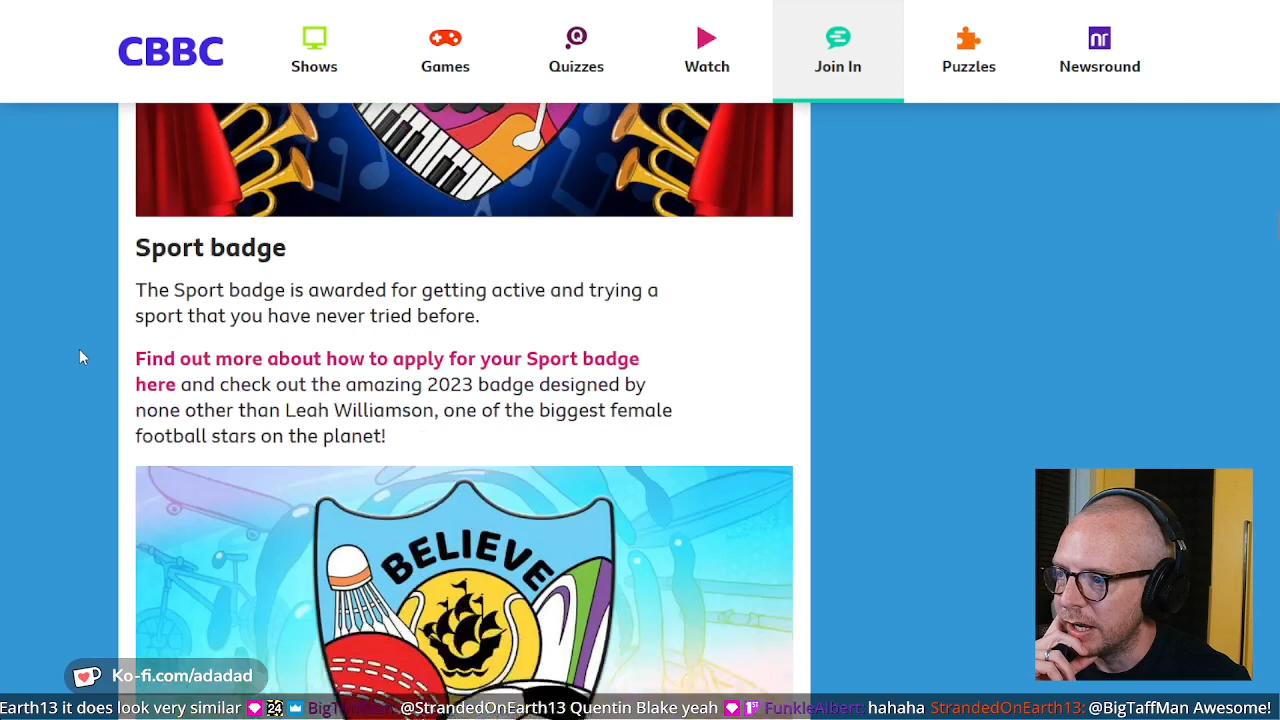 CBBC
Shows
Games
Quizzes
Watch
Join In
Puzzles
nr
Newsround
Sport badge
The Sport badge is awarded for getting active and trying a
sport that you have never tried before.
Find out more about how to apply for your Sport badge
here and check out the amazing 2023 badge designed by
none other than Leah Williamson, one of the biggest female
football stars on the planet!
BELIEVE
Ko-fi.com/adadad
Earth13 it does look very similar BigTaffMan: @StrandedOnEarth13 Quentin Blake yeah 1st FunkleAlbert: hahaha StrandedOnEarth13: @BigTaffMan Awesome!